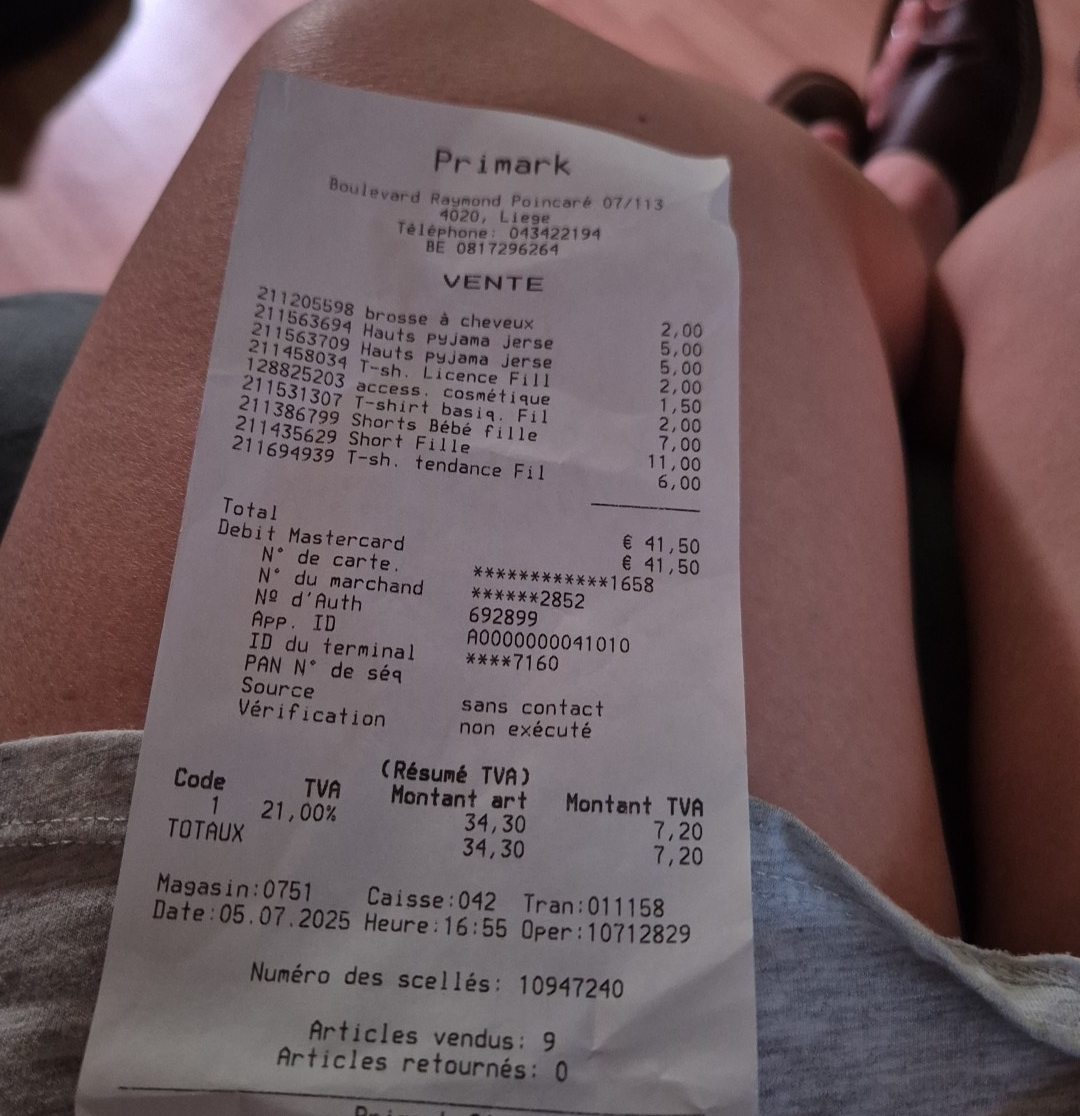 Primark
Boulevard Raymond Poincaré 07/113
4020, Liege
Téléphone: 043422194
BE 0817296264
VENTE
211205598 brosse à cheveux 2,00
211563694 Hauts pyjama jerse 5,00
211563709 Hauts pyjama jerse 5,00
211458034 T-sh. Licence Fill 2,00
128825203 access. cosmétique 1,50
211531307 T-shirt basiq. Fil 2,00
211386799 Shorts Bébé fille 7,00
211435629 Short Fille 11,00
211694939 T-sh. tendance Fil 6,00
Total € 41,50
Debit Mastercard € 41,50
N° de carte. ************1658
N° du marchand ******2852
Nº d'Auth 692899
App. ID A0000000041010
ID du terminal ****7160
PAN N° de séq
Source sans contact
Vérification non exécuté
(Résumé TVA)
Code TVA Montant art Montant TVA
1 21,00% 34,30 7,20
TOTAUX 34,30 7,20
Magasin:0751 Caisse:042 Tran:011158
Date:05.07.2025 Heure:16:55 Oper:10712829
Numéro des scellés: 10947240
Articles vendus: 9
Articles retournés: 0